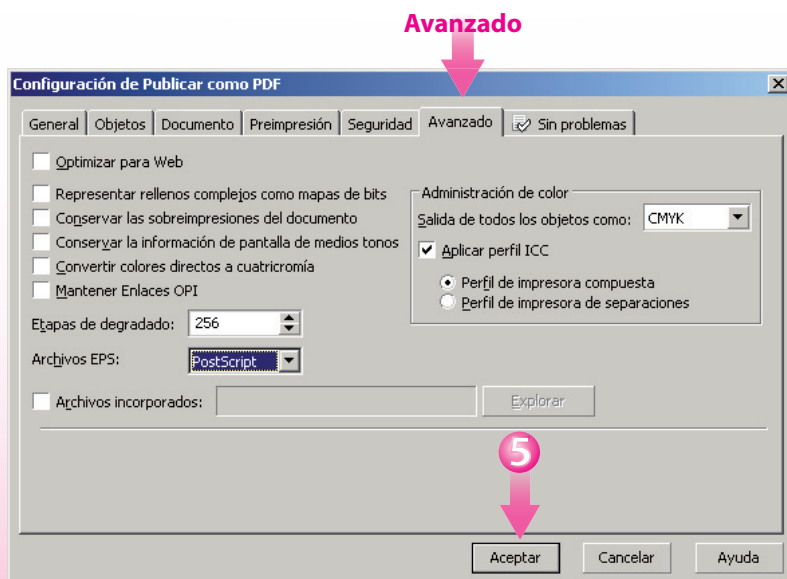 Avanzado
Configuración de Publicar como PDF
General Objetos Documento Preimpresión Seguridad Avanzado Sin problemas
Optimizar para Web
Representar rellenos complejos como mapas de bits
Conservar las sobreimpresiones del documento
Conservar la información de pantalla de medios tonos
Convertir colores directos a cuatricromía
Mantener Enlaces OPI
Administración de color
Salida de todos los objetos como: CMYK
Aplicar perfil ICC
Perfil de impresora compuesta
Perfil de impresora de separaciones
Etapas de degradado: 256
Archivos EPS: PostScript
Archivos incorporados: Explorar
5
Aceptar Cancelar Ayuda